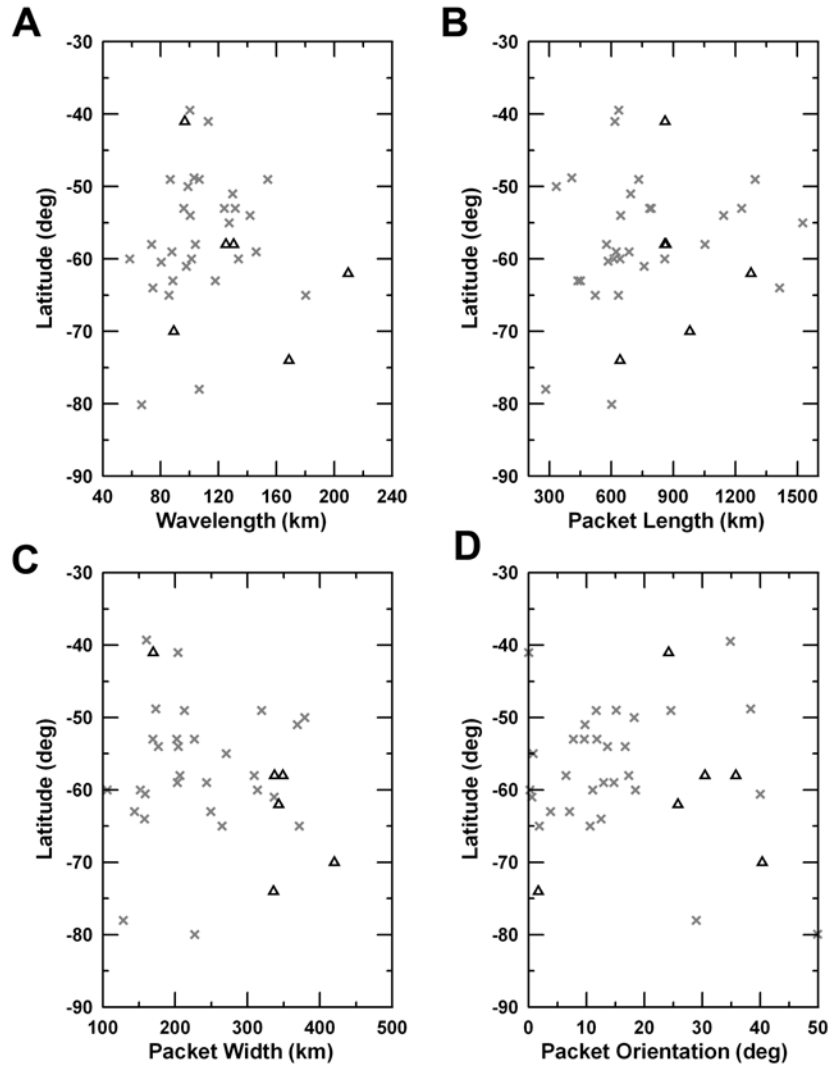 A
B
-30
-40
-50
-60
-70
-80
-90
Latitude (deg)
40 80 120 160 200 240
Wavelength (km)
-30
-40
-50
-60
-70
-80
-90
Latitude (deg)
300 600 900 1200 1500
Packet Length (km)
C
D
-30
-40
-50
-60
-70
-80
-90
Latitude (deg)
100 200 300 400 500
Packet Width (km)
-30
-40
-50
-60
-70
-80
-90
Latitude (deg)
0 10 20 30 40 50
Packet Orientation (deg)